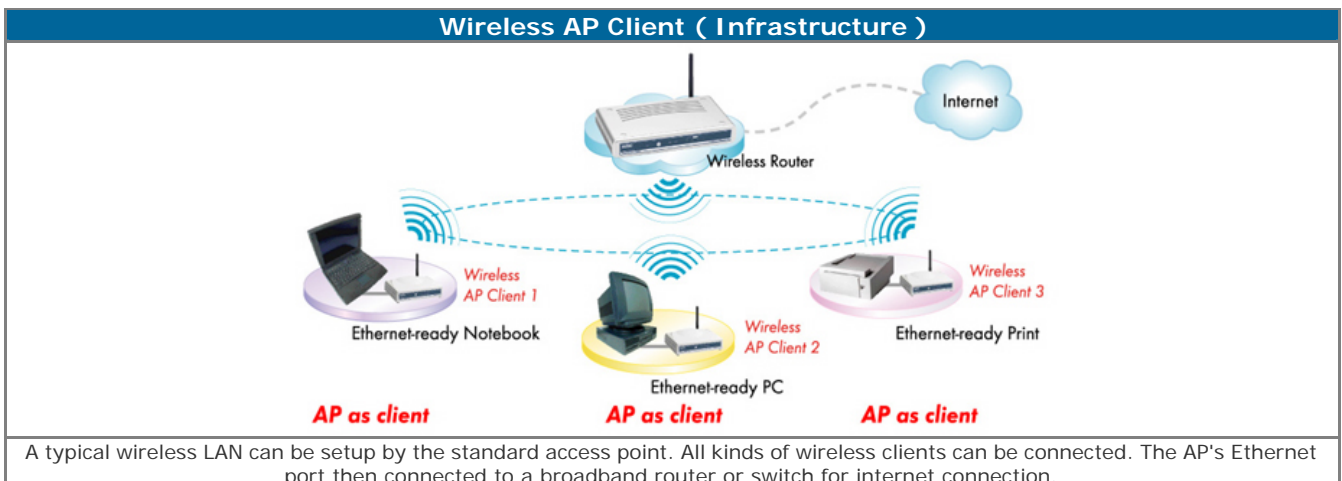 Wireless AP Client ( Infrastructure )
Internet
Wireless Router
Wireless
AP Client 1
Ethernet-ready Notebook
Wireless
AP Client 2
Ethernet-ready PC
Wireless
AP Client 3
Ethernet-ready Print
AP as client
AP as client
AP as client
A typical wireless LAN can be setup by the standard access point. All kinds of wireless clients can be connected. The AP's Ethernet
port then connected to a broadband router or switch for internet connection.